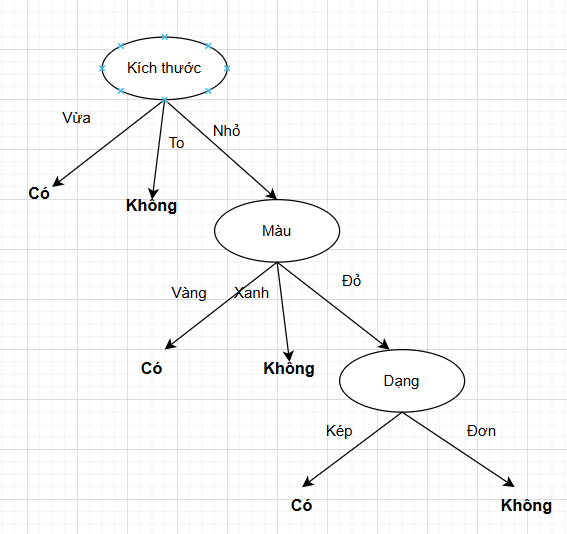 Kích thước
Vừa
To
Nhỏ
Có
Không
Màu
Vàng
Xanh
Đỏ
Có
Không
Dạng
Kép
Đơn
Có
Không